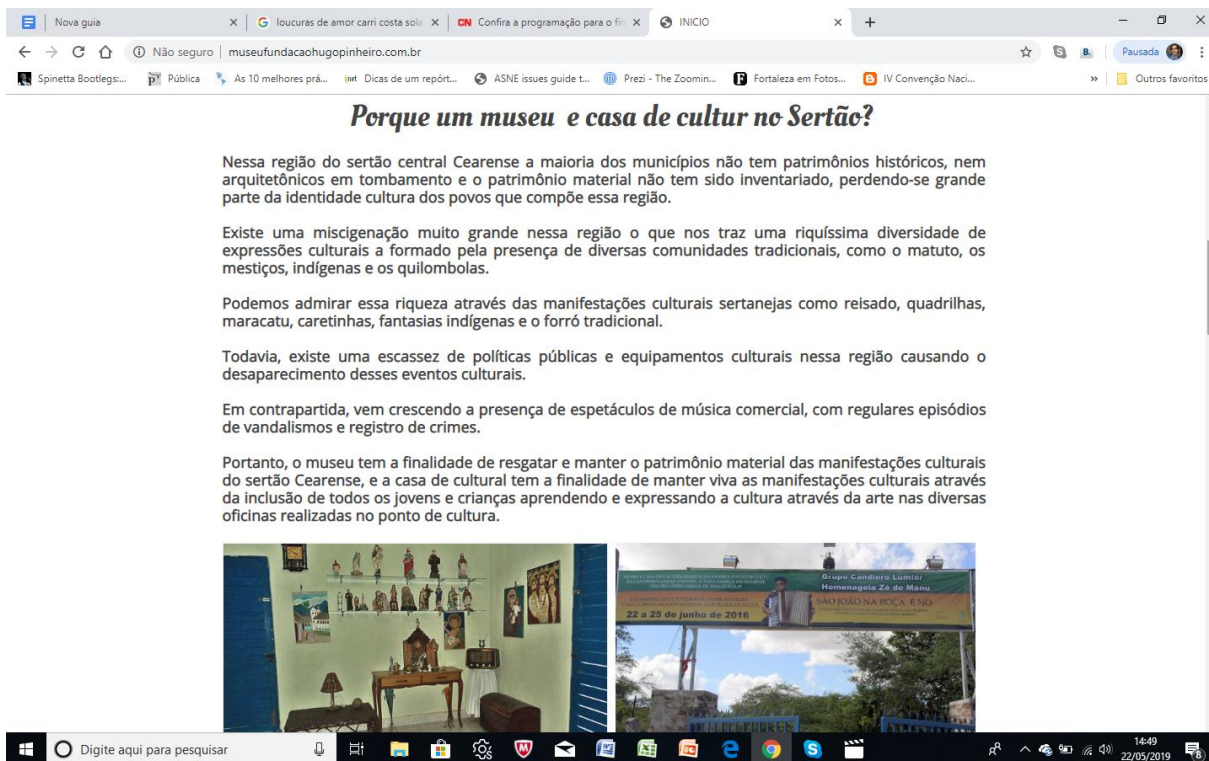 Nova guia
loucuras de amor carri costa sola
CN Confira a programação para o fi
INICIO
Não seguro | museufundacaohugopinheiro.com.br
Pausada
Spinetta Bootlegs:...
Pública
As 10 melhores prá...
Dicas de um repórt...
ASNE issues guide t...
Prezi - The Zoomin...
Fortaleza em Fotos...
IV Convenção Naci...
»
Outros favoritos
Porque um museu e casa de cultur no Sertão?
Nessa região do sertão central Cearense a maioria dos municípios não tem patrimônios históricos, nem
arquitetônicos em tombamento e o patrimônio material não tem sido inventariado, perdendo-se grande
parte da identidade cultura dos povos que compõe essa região.
Existe uma miscigenação muito grande nessa região o que nos traz uma riquíssima diversidade de
expressões culturais a formado pela presença de diversas comunidades tradicionais, como o matuto, os
mestiços, indígenas e os quilombolas.
Podemos admirar essa riqueza através das manifestações culturais sertanejas como reisado, quadrilhas,
maracatu, caretinhas, fantasias indígenas e o forró tradicional.
Todavia, existe uma escassez de políticas públicas e equipamentos culturais nessa região causando o
desaparecimento desses eventos culturais.
Em contrapartida, vem crescendo a presença de espetáculos de música comercial, com regulares episódios
de vandalismos e registro de crimes.
Portanto, o museu tem a finalidade de resgatar e manter o patrimônio material das manifestações culturais
do sertão Cearense, e a casa de cultural tem a finalidade de manter viva as manifestações culturais através
da inclusão de todos os jovens e crianças aprendendo e expressando a cultura através da arte nas diversas
oficinas realizadas no ponto de cultura.
Grupo Candiero Lumiar
Homenageia Zé de Manu
SÃO JOÃO NA ROÇA É NO
22 a 25 de junho de 2016
Digite aqui para pesquisar
14:49
22/05/2019